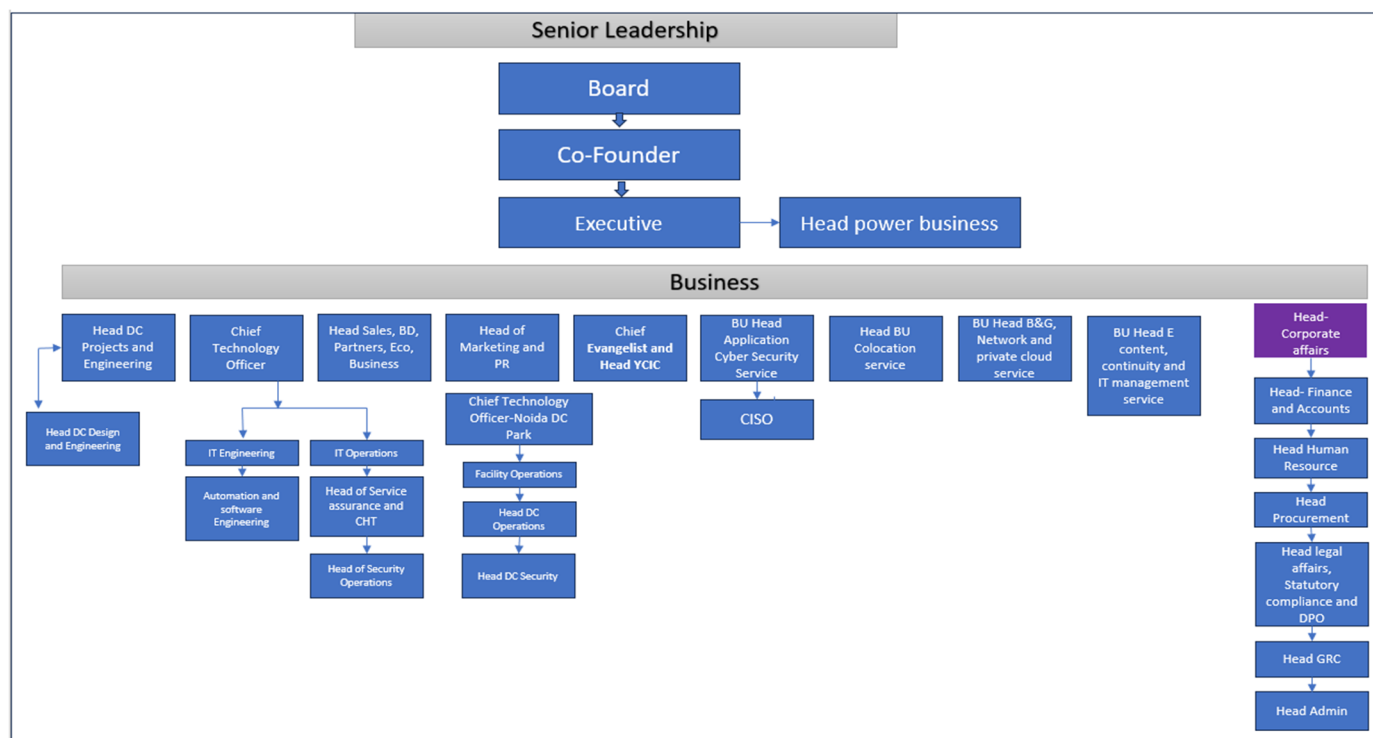 Senior Leadership
Board
Co-Founder
Executive
Head power business
Business
Head DC
Projects and
Engineering
Chief
Technology
Officer
Head Sales, BD,
Partners, Eco,
Business
Head of
Marketing and
PR
Chief
Evangelist and
Head YCIC
BU Head
Application
Cyber Security
Service
Head BU
Colocation
service
BU Head B&G,
Network and
private cloud
service
BU Head E
content,
continuity and
IT management
service
Head-
Corporate
affairs
Head DC Design
and Engineering
IT Engineering
Automation and
software
Engineering
IT Operations
Head of Service
assurance and
CHT
Head of Security
Operations
Chief Technology
Officer-Noida DC
Park
Facility Operations
Head DC
Operations
Head DC Security
CISO
Head- Finance
and Accounts
Head Human
Resource
Head
Procurement
Head legal
affairs,
Statutory
compliance and
DPO
Head GRC
Head Admin